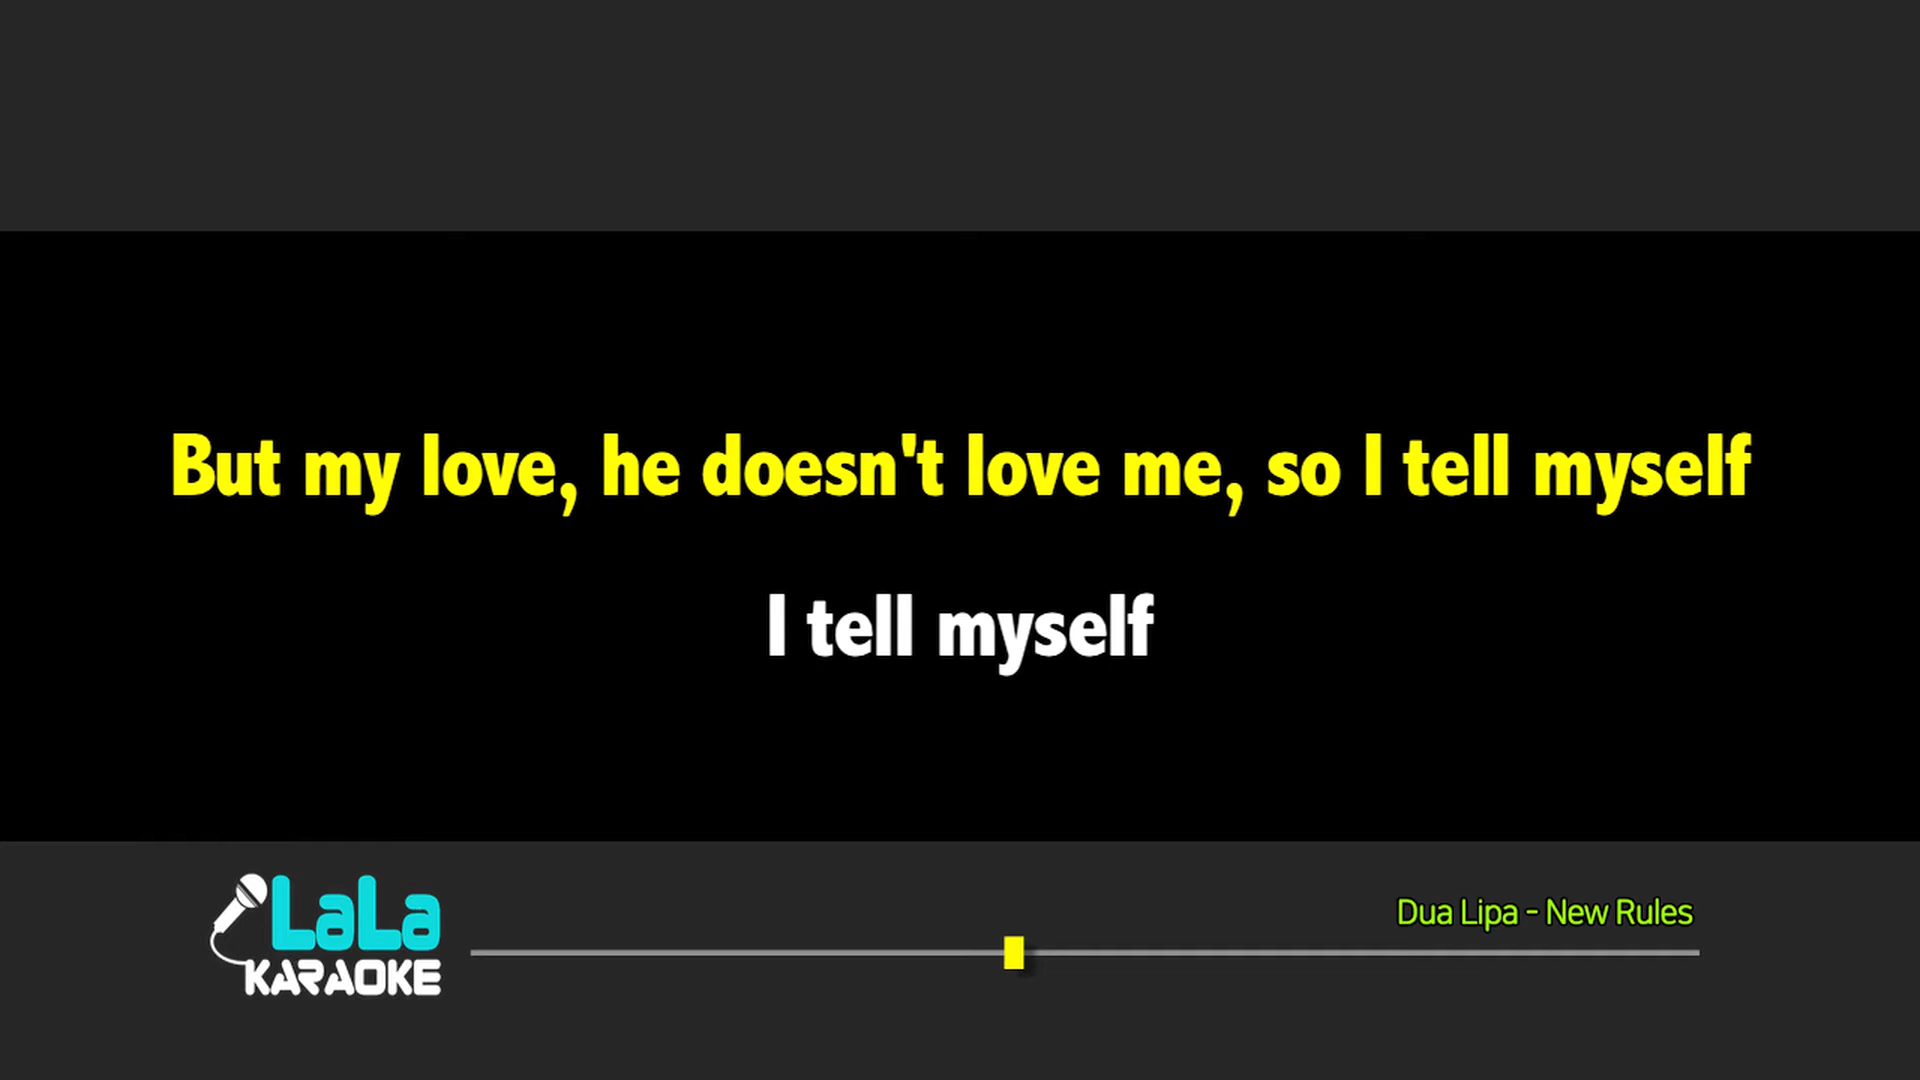 But my love, he doesn't love me, so I tell myself
I tell myself
LaLa
KARAOKE
Dua Lipa - New Rules